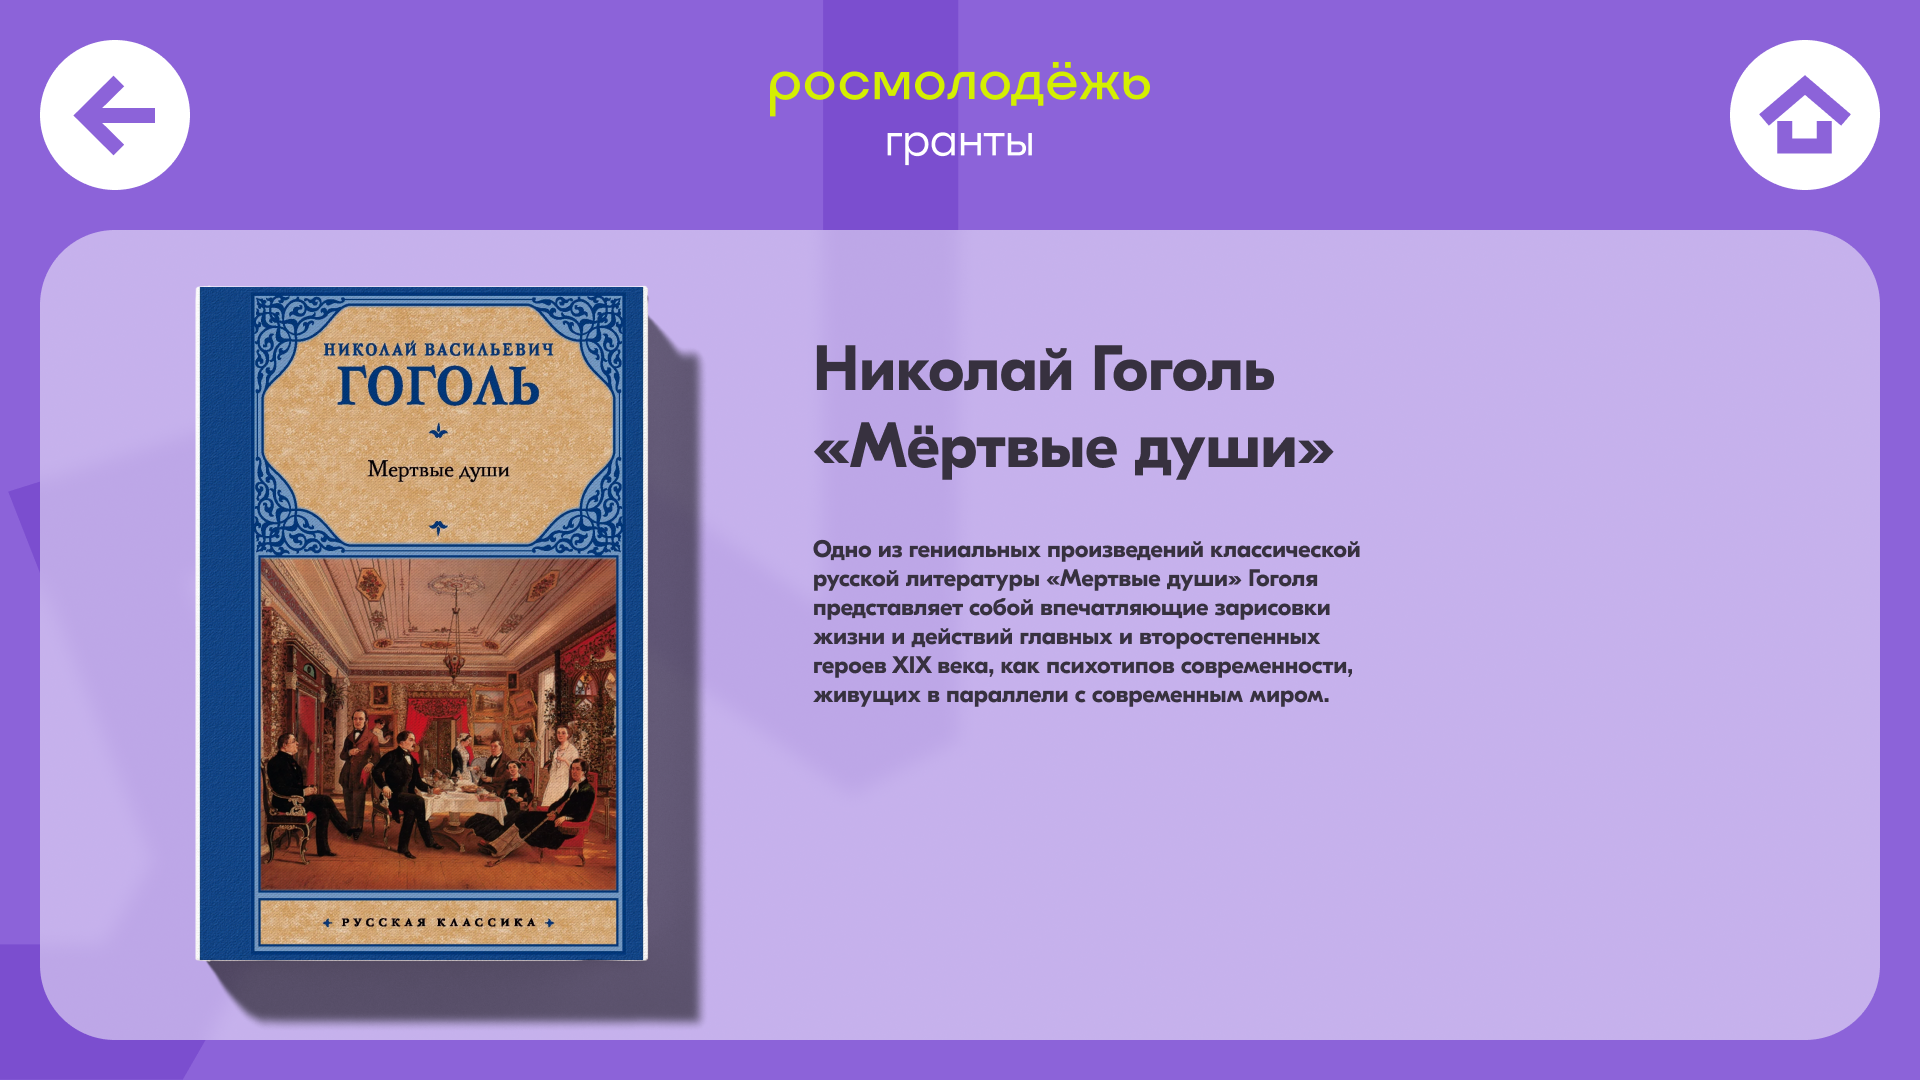 росмолодёжь
гранты
НИКОЛАЙ ВАСИЛЬЕВИЧ
ГОГОЛЬ
Мертвые души
РУССКАЯ КЛАССИКА
Николай Гоголь
«Мёртвые души»
Одно из гениальных произведений классической
русской литературы «Мертвые души» Гоголя
представляет собой впечатляющие зарисовки
жизни и действий главных и второстепенных
героев XIX века, как психотипов современности,
живущих в параллели с современным миром.